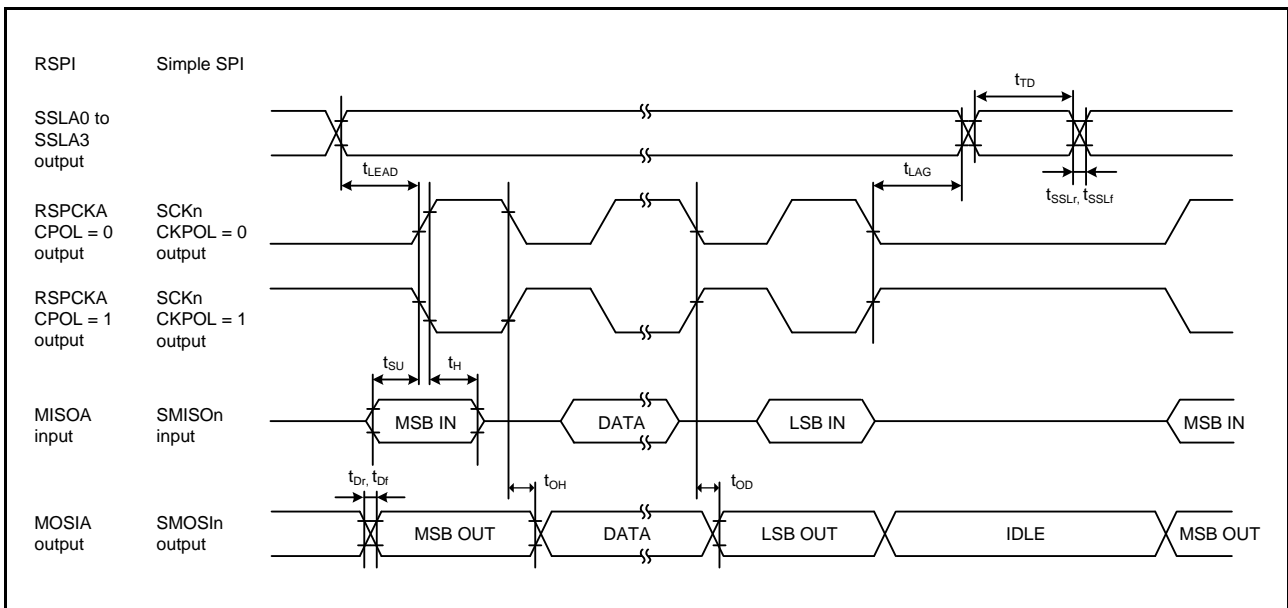 RSPI Simple SPI
SSLA0 to
SSLA3
output
tTD
tLEAD
tLAG
tSSLr, tSSLf
RSPCKA SCKn
CPOL = 0 CKPOL = 0
output output
RSPCKA SCKn
CPOL = 1 CKPOL = 1
output output
tSU tH
MISOA SMISOn
input input
MSB IN DATA LSB IN MSB IN
tDr, tDf
tOH tOD
MOSIA SMOSIn
output output
MSB OUT DATA LSB OUT IDLE MSB OUT